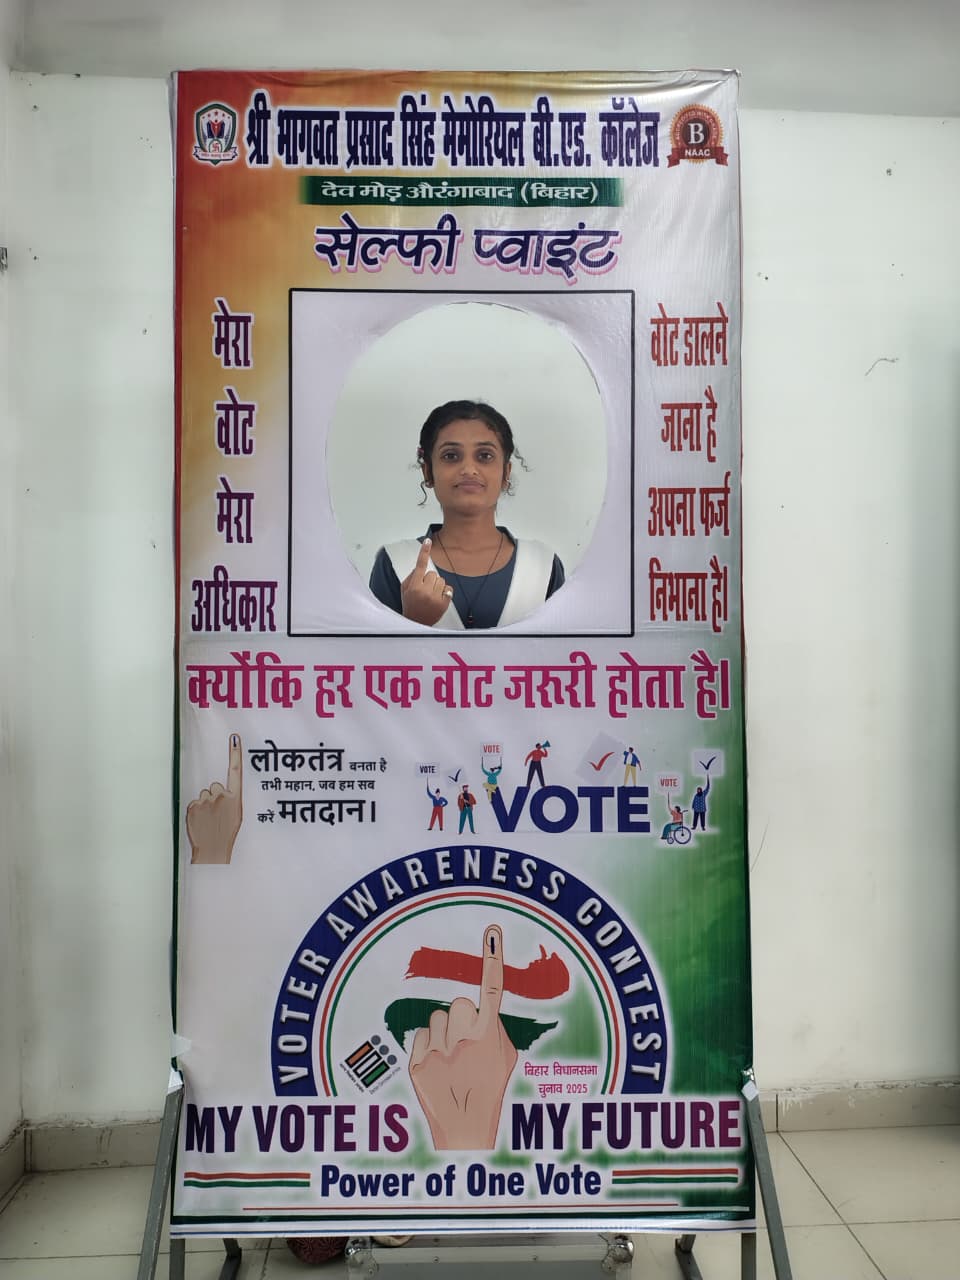 श्री भागवत प्रसाद सिंह मेमोरियल बी.एड. कॉलेज
B
NAAC
देव मोड़ औरंगाबाद (बिहार)
सेल्फी प्वाइंट
मेरा
वोट
मेरा
अधिकार
वोट डालने
जाना है
अपना फर्ज
निभाना है।
क्योंकि हर एक वोट जरूरी होता है।
लोकतंत्र बनता है
तभी महान, जब हम सब
करें मतदान।
VOTE
VOTE
VOTE
VOTE
VOTER AWARENESS CONTEST
बिहार विधानसभा
चुनाव 2025
MY VOTE IS MY FUTURE
Power of One Vote